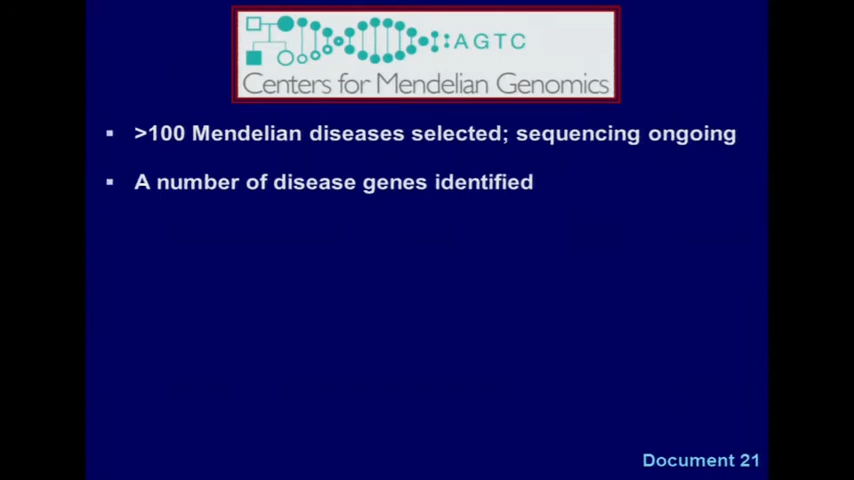 :AGTC
Centers for Mendelian Genomics
▪ >100 Mendelian diseases selected; sequencing ongoing
▪ A number of disease genes identified
Document 21